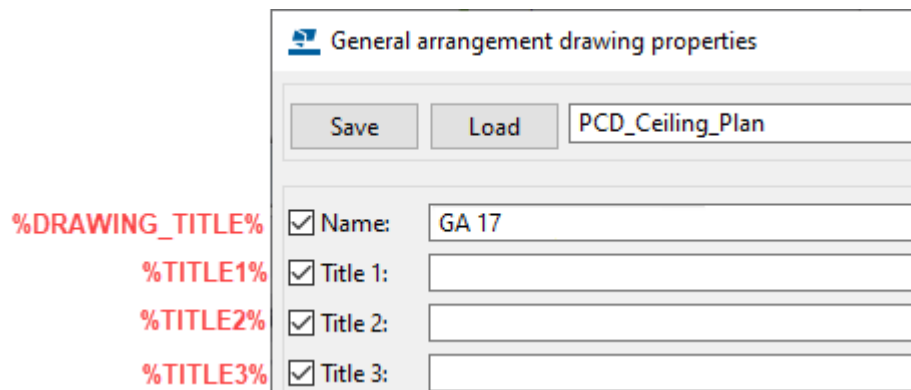 General arrangement drawing properties
Save Load PCD_Ceiling_Plan
%DRAWING_TITLE% Name: GA 17
%TITLE1% Title 1:
%TITLE2% Title 2:
%TITLE3% Title 3: